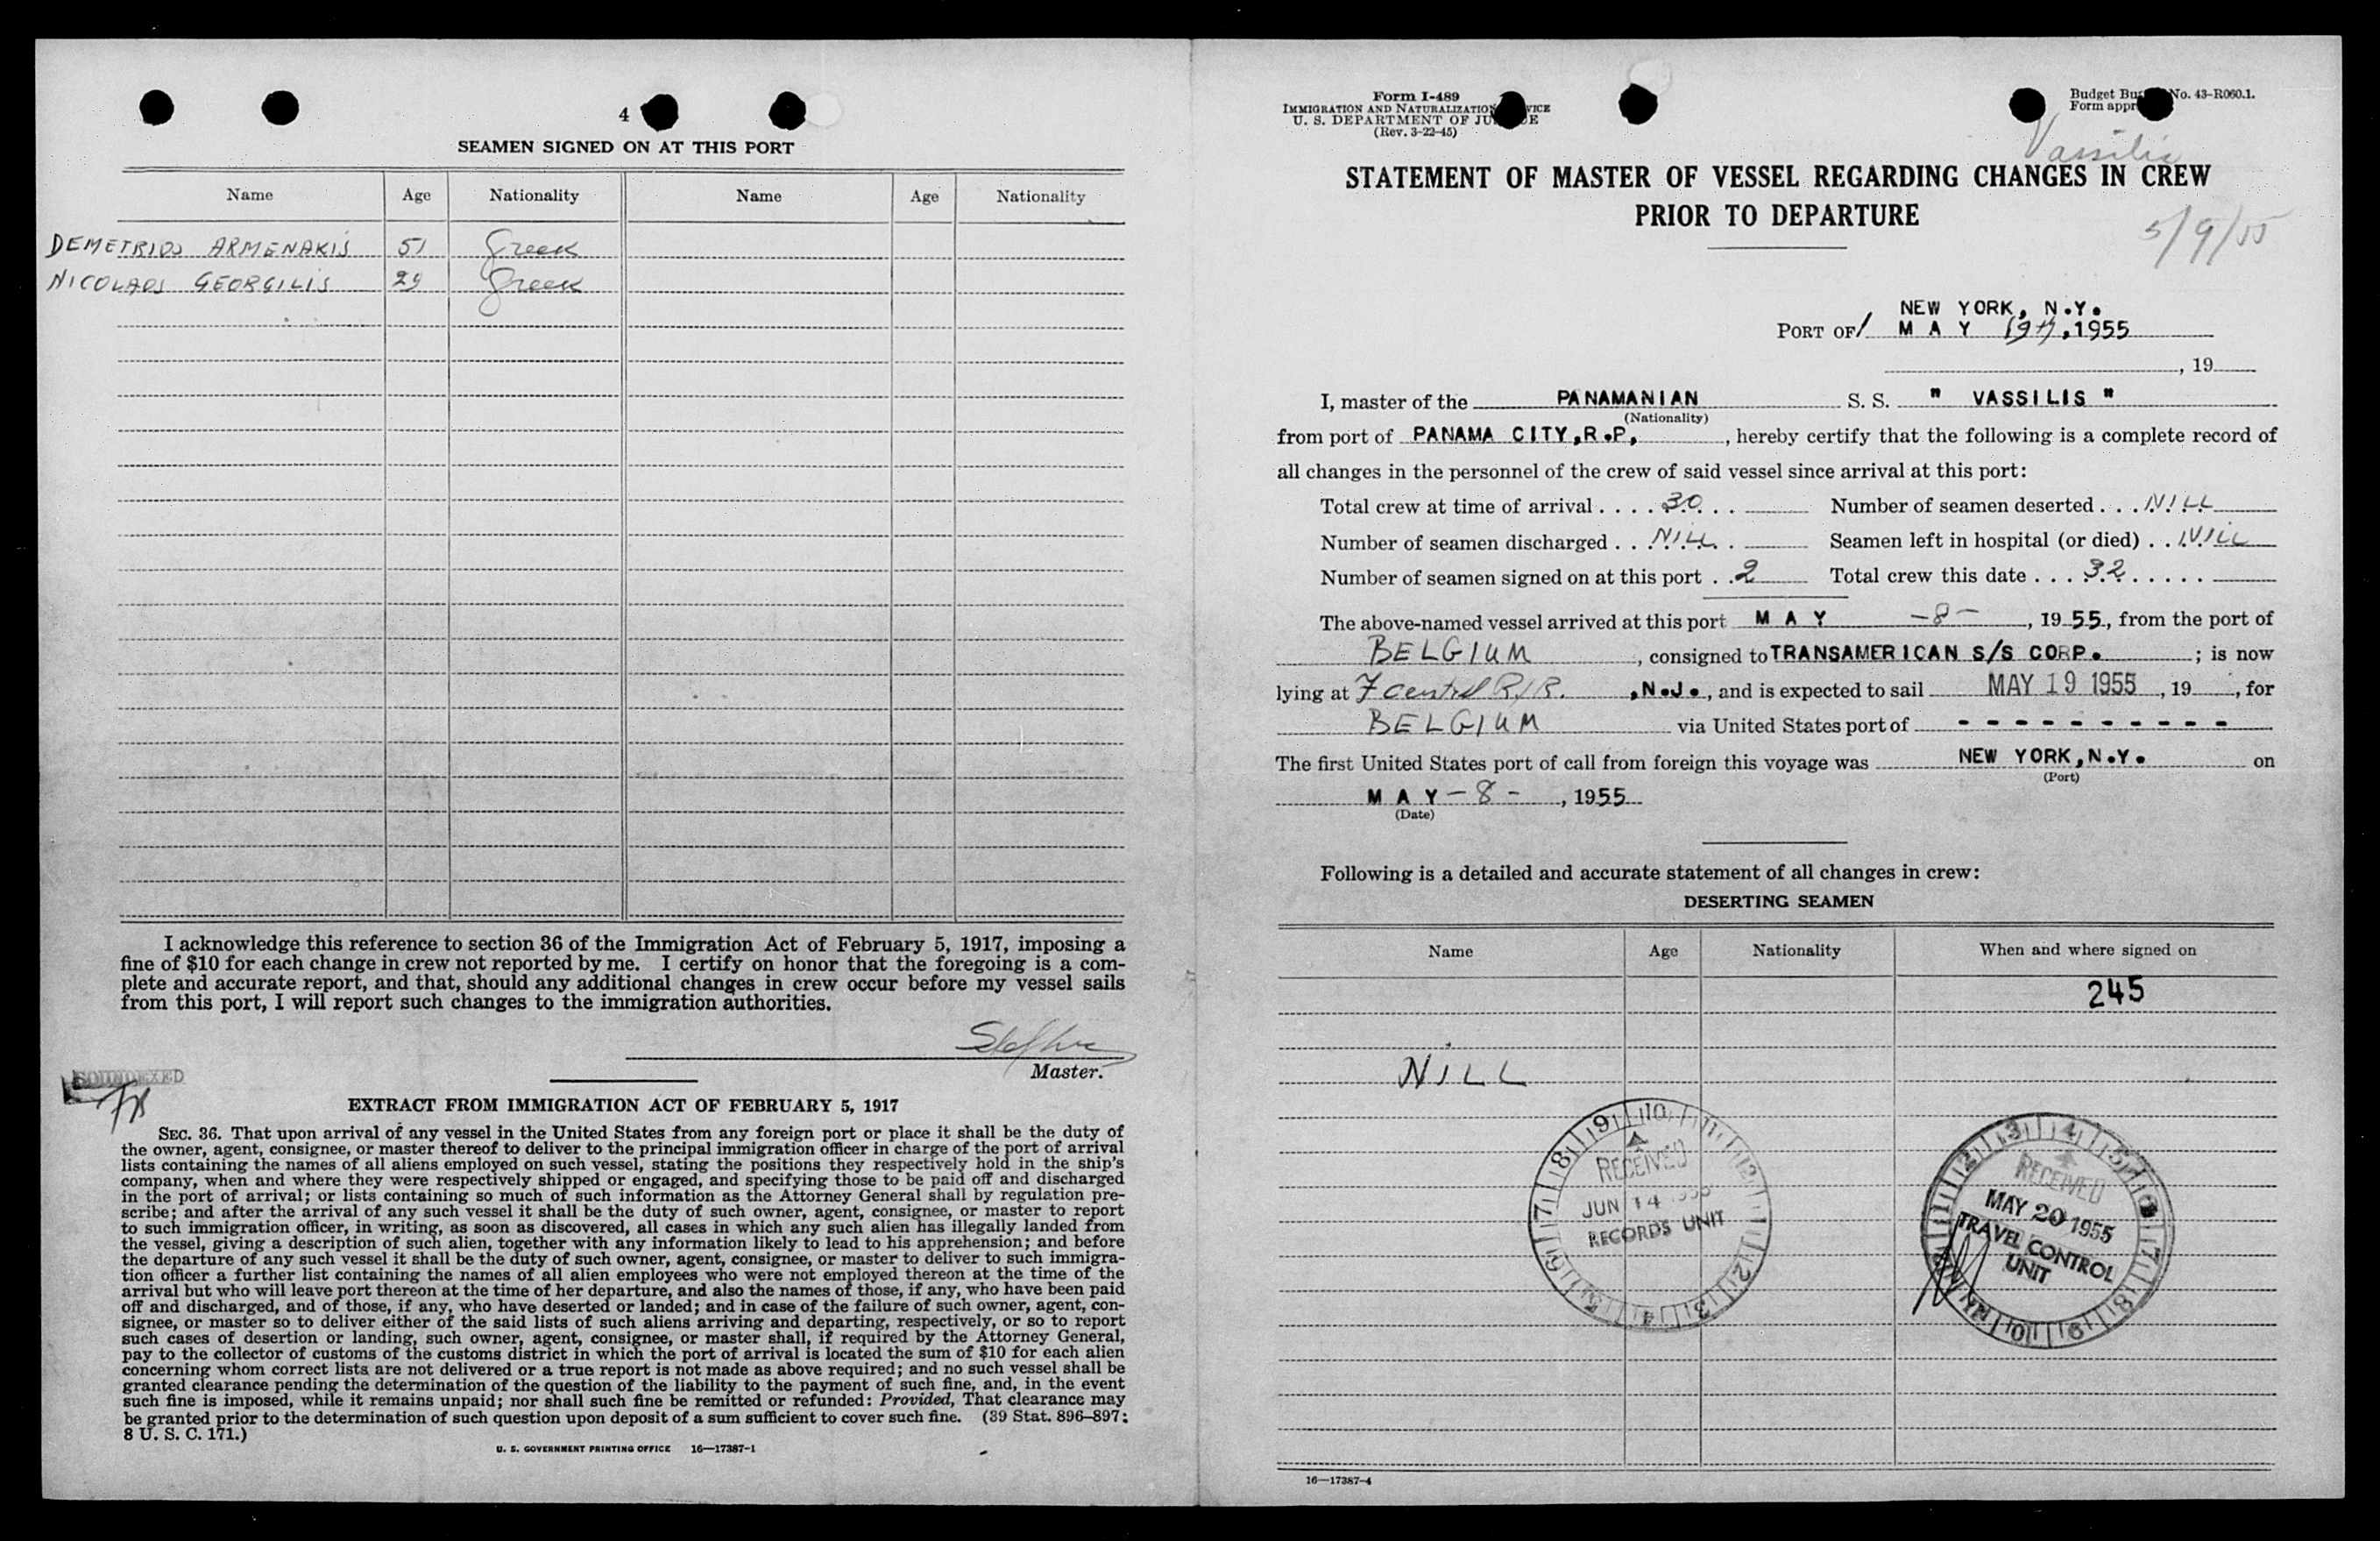 4
SEAMEN SIGNED ON AT THIS PORT
Name Age Nationality Name Age Nationality
DEMETRIOS ARMENAKIS 51 Greek
NICOLAOS GEORGILIS 29 Greek
I acknowledge this reference to section 36 of the Immigration Act of February 5, 1917, imposing a
fine of $10 for each change in crew not reported by me. I certify on honor that the foregoing is a com-
plete and accurate report, and that, should any additional changes in crew occur before my vessel sails
from this port, I will report such changes to the immigration authorities.
Master.
EXTRACT FROM IMMIGRATION ACT OF FEBRUARY 5, 1917
SEC. 36. That upon arrival of any vessel in the United States from any foreign port or place it shall be the duty of
the owner, agent, consignee, or master thereof to deliver to the principal immigration officer in charge of the port of arrival
lists containing the names of all aliens employed on such vessel, stating the positions they respectively hold in the ship's
company, when and where they were respectively shipped or engaged, and specifying those to be paid off and discharged
in the port of arrival; or lists containing so much of such information as the Attorney General shall by regulation pre-
scribe; and after the arrival of any such vessel it shall be the duty of such owner, agent, consignee, or master to report
to such immigration officer, in writing, as soon as discovered, all cases in which any such alien has illegally landed from
the vessel, giving a description of such alien, together with any information likely to lead to his apprehension; and before
the departure of any such vessel it shall be the duty of such owner, agent, consignee, or master to deliver to such immigra-
tion officer a further list containing the names of all alien employees who were not employed thereon at the time of the
arrival but who will leave port thereon at the time of her departure, and also the names of those, if any, who have been paid
off and discharged, and of those, if any, who have deserted or landed; and in case of the failure of such owner, agent, con-
signee, or master so to deliver either of the said lists of such aliens arriving and departing, respectively, or so to report
such cases of desertion or landing, such owner, agent, consignee, or master shall, if required by the Attorney General,
pay to the collector of customs of the customs district in which the port of arrival is located the sum of $10 for each alien
concerning whom correct lists are not delivered or a true report is not made as above required; and no such vessel shall be
granted clearance pending the determination of the question of the liability to the payment of such fine, and, in the event
such fine is imposed, while it remains unpaid; nor shall such fine be remitted or refunded: Provided, That clearance may
be granted prior to the determination of such question upon deposit of a sum sufficient to cover such fine. (39 Stat. 896–897;
8 U. S. C. 171.)
U. S. GOVERNMENT PRINTING OFFICE 16—17387-1
Form I-489
IMMIGRATION AND NATURALIZATION
U. S. DEPARTMENT OF
(Rev. 3-22-45)
Budget No. 43-R060.1.
Form
Vassilis
STATEMENT OF MASTER OF VESSEL REGARDING CHANGES IN CREW
PRIOR TO DEPARTURE
5/9/55
NEW YORK, N.Y.
PORT OF/ MAY 19th, 1955
, 19
I, master of the PANAMANIAN S. S. " VASSILIS "
(Nationality)
from port of PANAMA CITY, R.P., , hereby certify that the following is a complete record of
all changes in the personnel of the crew of said vessel since arrival at this port:
Total crew at time of arrival . . . . 30 . . . Number of seamen deserted . . . NILL
Number of seamen discharged . . NILL . Seamen left in hospital (or died) . . NILL
Number of seamen signed on at this port . . 2 Total crew this date . . . 32 . . . . .
The above-named vessel arrived at this port MAY -8- , 1955, from the port of
BELGIUM , consigned to TRANSAMERICAN S/S CORP. ; is now
lying at 7 central R/R. , N.J., and is expected to sail MAY 19 1955 , 19 , for
BELGIUM via United States port of - - - - - - - - - -
The first United States port of call from foreign this voyage was NEW YORK, N.Y. on
(Port)
MAY -8- , 1955
(Date)
Following is a detailed and accurate statement of all changes in crew:
DESERTING SEAMEN
Name Age Nationality When and where signed on
245
NILL
RECEIVED
JUN 14 1955
RECORDS UNIT
RECEIVED
MAY 20 1955
TRAVEL CONTROL
UNIT
16—17387-4